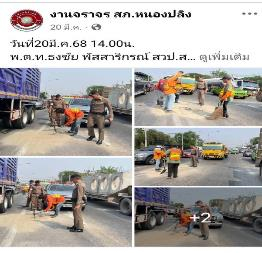 งานจราจร สภ.หนองปลิง
20 มี.ค.
วันที่20มี.ค.68 14.00น.
พ.ต.ท.ธงชัย พัสสาริกรณ์ สวป.ส... ดูเพิ่มเติม
+2